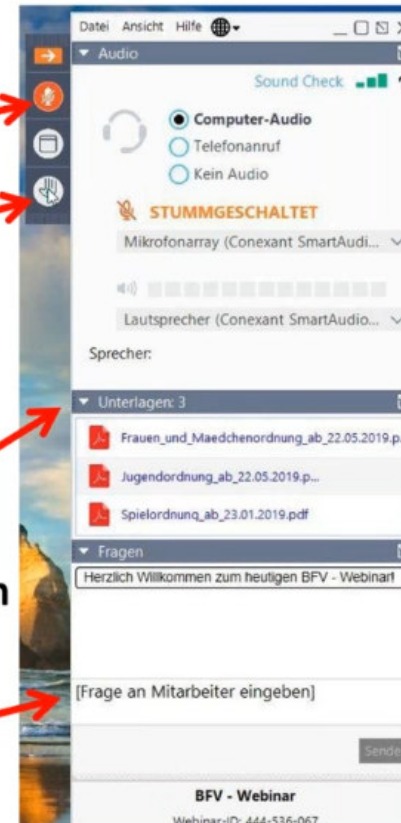 Datei Ansicht Hilfe
Audio
Sound Check
Computer-Audio
Telefonanruf
Kein Audio
STUMMGESCHALTET
Mikrofonarray (Conexant SmartAudi...
Lautsprecher (Conexant SmartAudio...
Sprecher:
Unterlagen: 3
Frauen_und_Maedchenordnung_ab_22.05.2019.p...
Jugendordnung_ab_22.05.2019.p...
Spielordnung_ab_23.01.2019.pdf
Fragen
n
Herzlich Willkommen zum heutigen BFV - Webinar!
[Frage an Mitarbeiter eingeben]
Sende
BFV - Webinar
Webinar-ID: 444-536-067